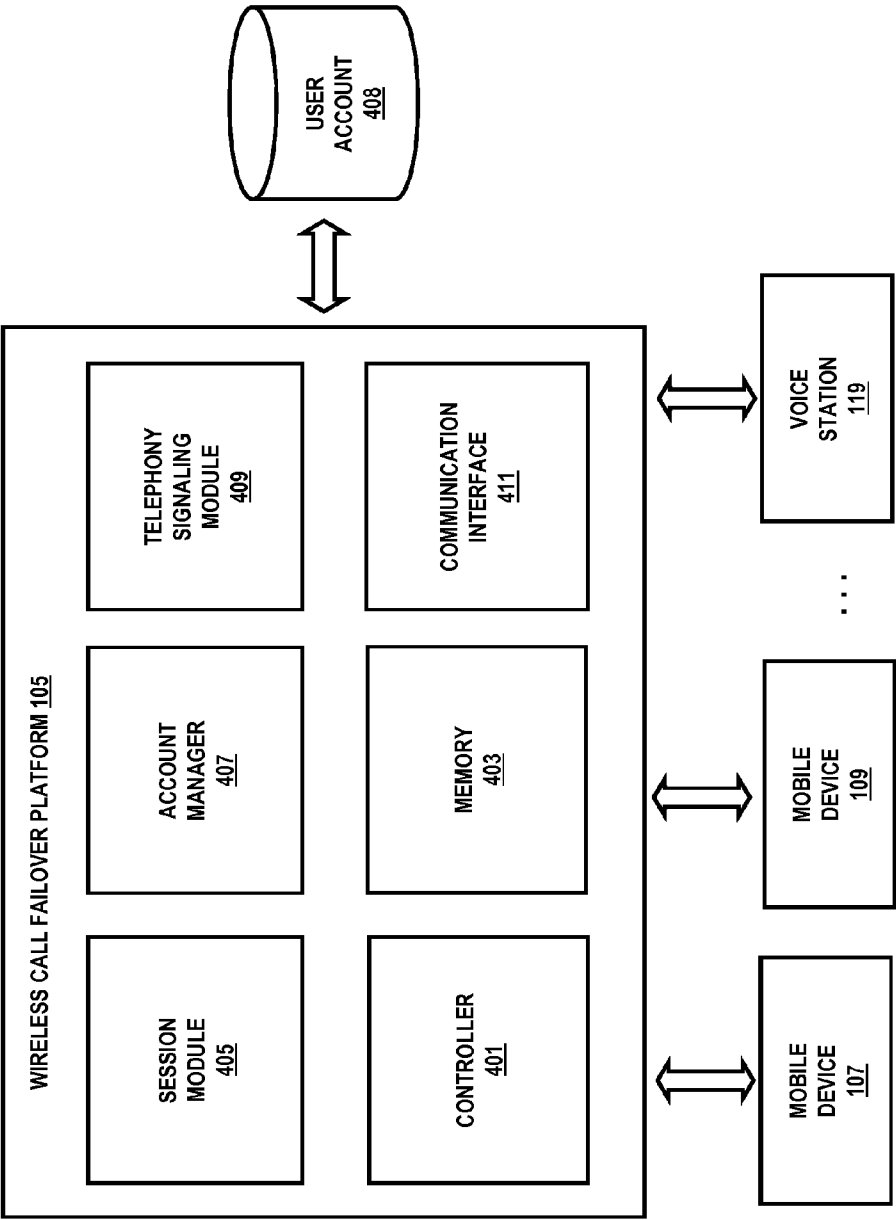 WIRELESS CALL FAILOVER PLATFORM 105
SESSION
MODULE
405
ACCOUNT
MANAGER
407
TELEPHONY
SIGNALING
MODULE
409
CONTROLLER
401
MEMORY
403
COMMUNICATION
INTERFACE
411
USER
ACCOUNT
408
MOBILE
DEVICE
107
MOBILE
DEVICE
109
. . .
VOICE
STATION
119